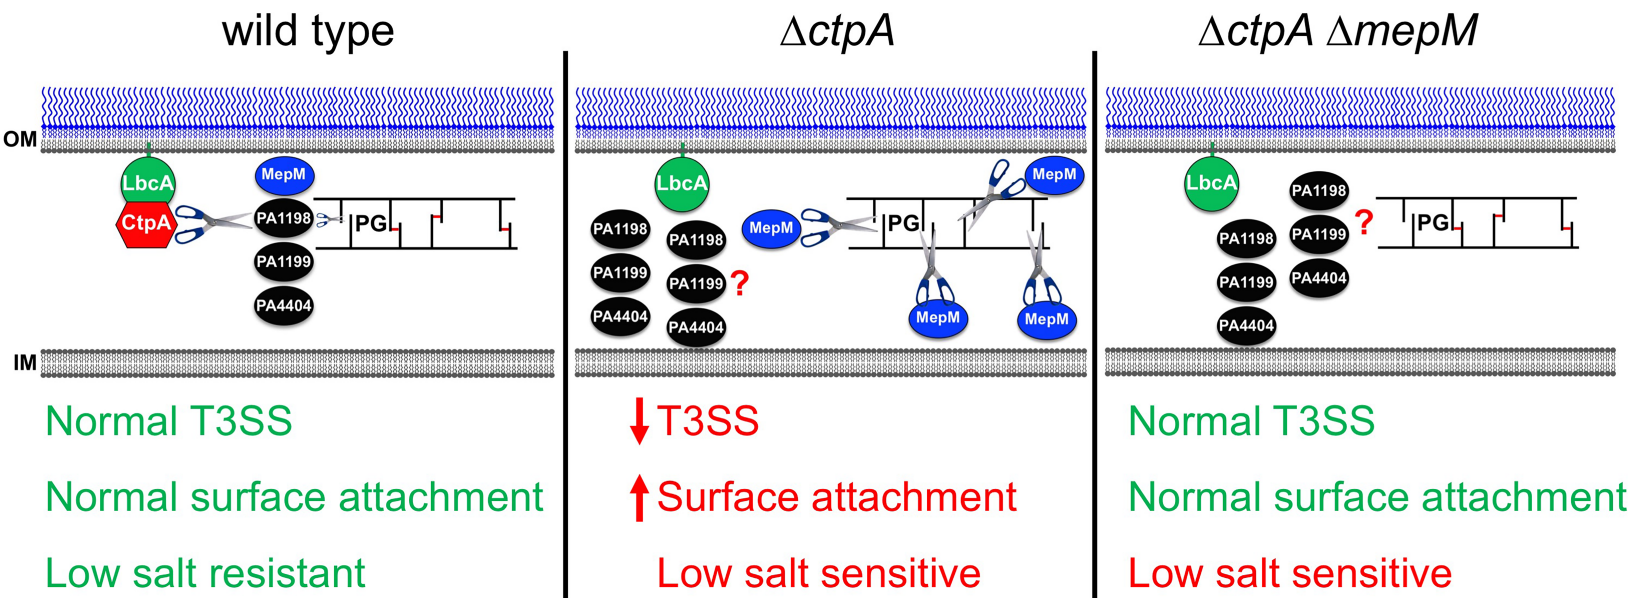 wild type
ΔctpA
ΔctpA ΔmepM
OM
IM
LbcA
CtpA
MepM
PA1198
PA1199
PA4404
PG
LbcA
PA1198
PA1199
PA4404
PA1198
PA1199
PA4404
?
MepM
MepM
MepM
MepM
PG
LbcA
PA1198
PA1199
PA4404
PA1198
PA1199
PA4404
?
PG
Normal T3SS
Normal surface attachment
Low salt resistant
↓ T3SS
↑ Surface attachment
Low salt sensitive
Normal T3SS
Normal surface attachment
Low salt sensitive